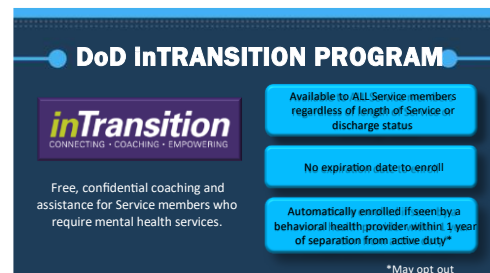 DoD InTRANSITION PROGRAM
inTransition
CONNECTING • COACHING • EMPOWERING
Free, confidential coaching and
assistance for Service members who
require mental health services.
Available to ALL Service members
regardless of length of Service or
discharge status
No expiration date to enroll
Automatically enrolled if seen by a
behavioral health provider within 1 year
of separation from active duty*
*May opt out